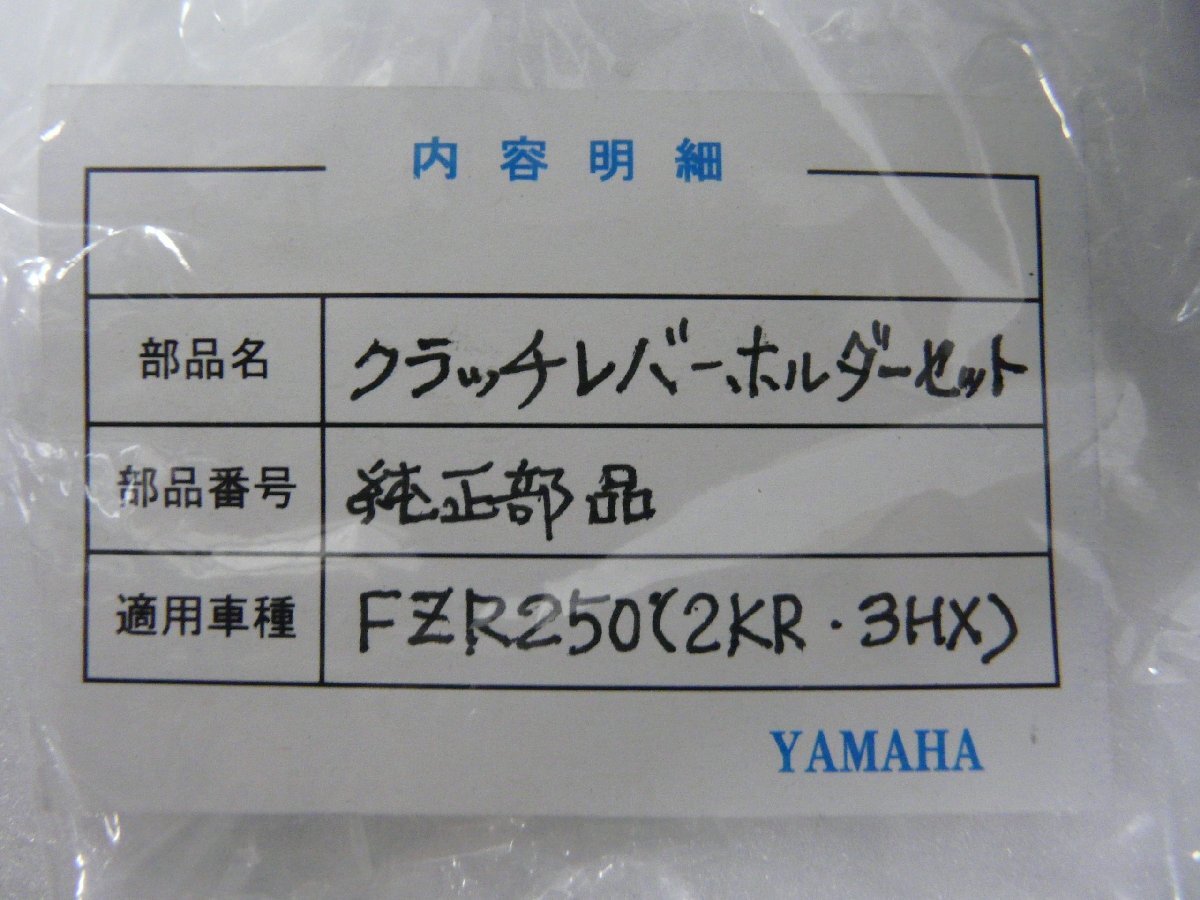 内容明細
部品名 クラッチレバーホルダーセット
部品番号 純正部品
適用車種 FZR250(2KR・3HX)
YAMAHA